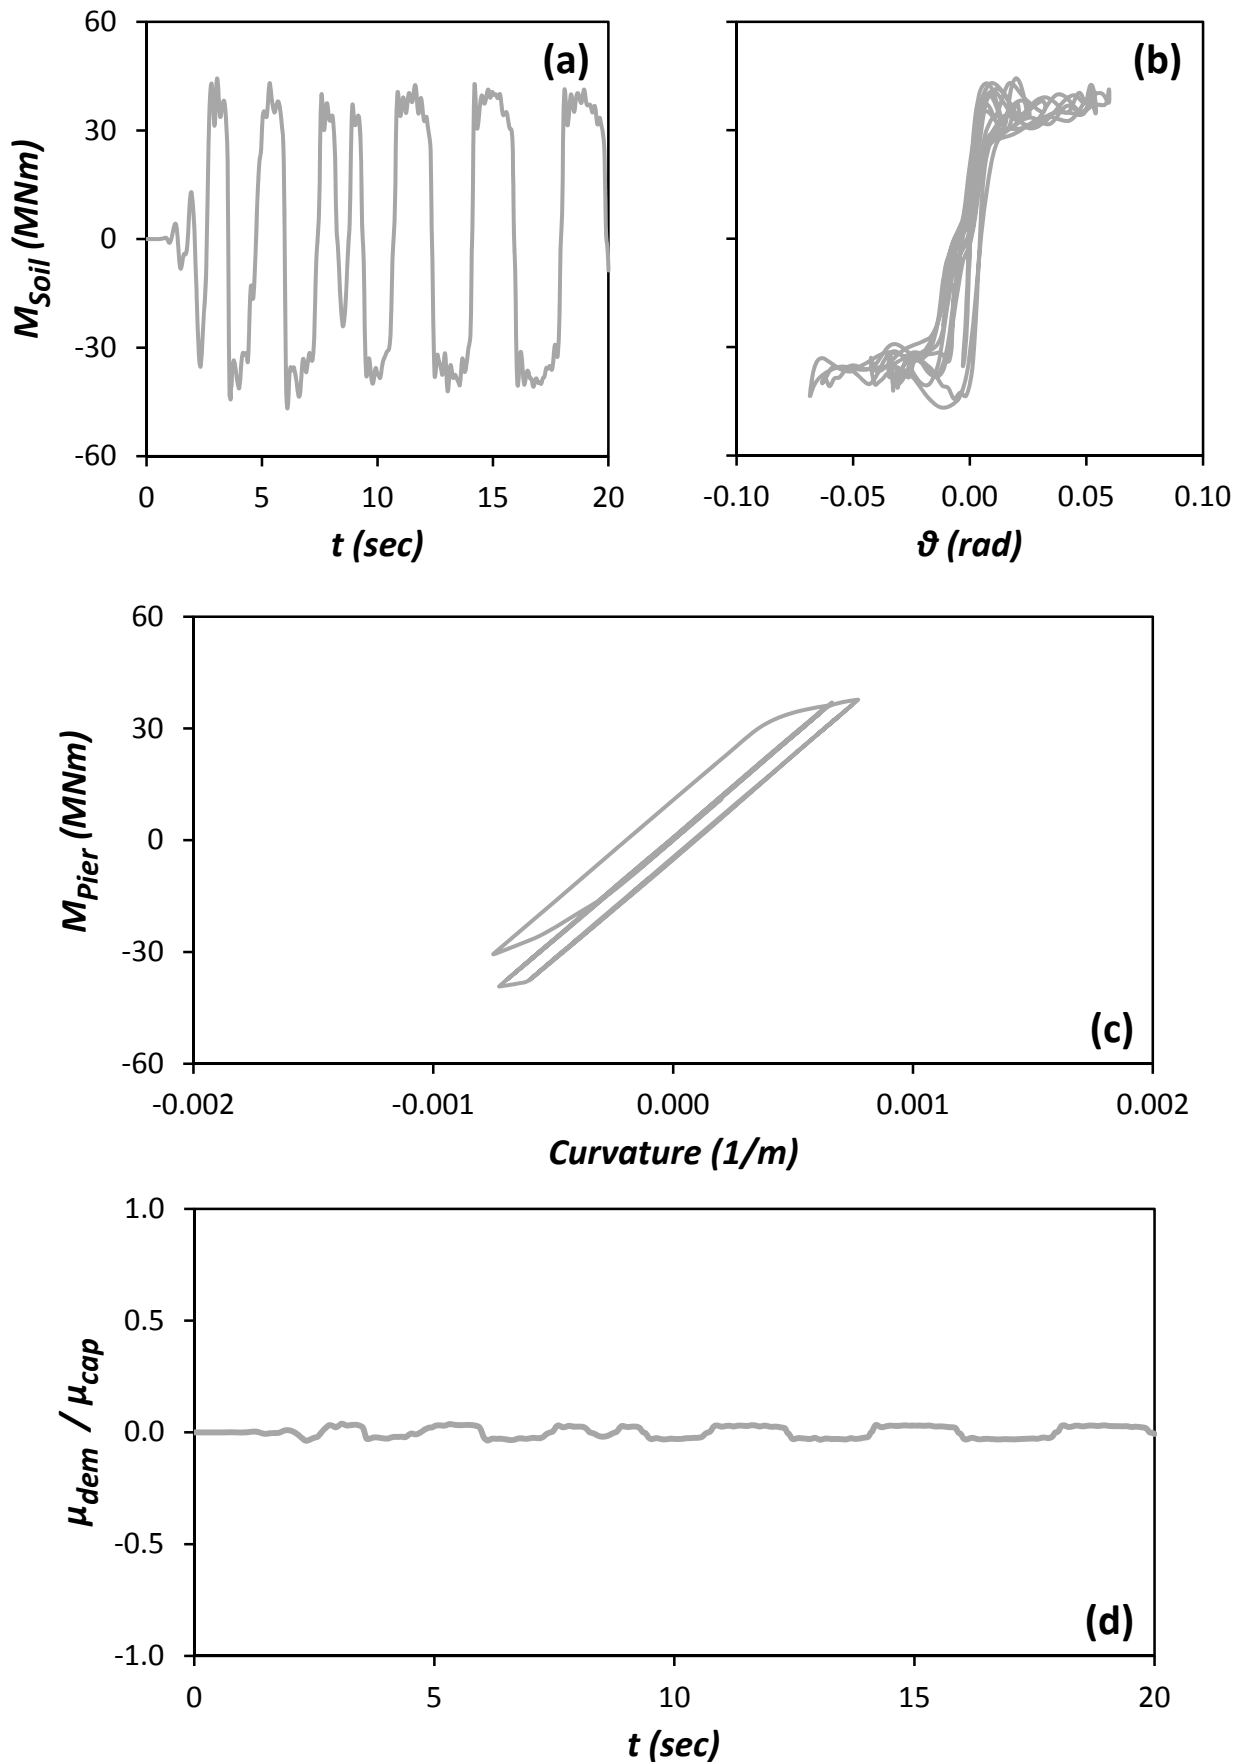 60
30
0
-30
-60
M_Soil (MNm)
(a)
0 5 10 15 20
t (sec)
(b)
-0.10 -0.05 0.00 0.05 0.10
ϑ (rad)
60
30
0
-30
-60
M_Pier (MNm)
(c)
-0.002 -0.001 0.000 0.001 0.002
Curvature (1/m)
1.0
0.5
0.0
-0.5
-1.0
μ_dem / μ_cap
(d)
0 5 10 15 20
t (sec)